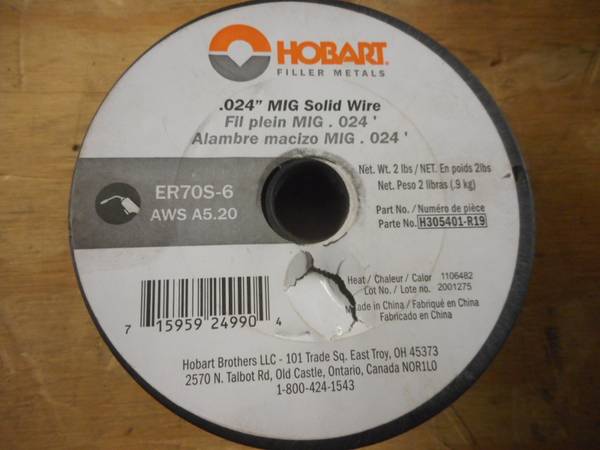 HOBART
FILLER METALS
.024" MIG Solid Wire
Fil plein MIG . 024 '
Alambre macizo MIG . 024 '
ER70S-6
AWS A5.20
Net. Wt. 2 lbs / NET. En poids 2lbs
Net. Peso 2 libras (.9 kg)
Part No. / Numéro de pièce
Parte No. H305401-R19
Heat / Chaleur / Calor 1106482
Lot No. / Lote no. 2001275
Made in China / Fabriqué en China
Fabricado en China
7 15959 24990 4
Hobart Brothers LLC - 101 Trade Sq. East Troy, OH 45373
2570 N. Talbot Rd, Old Castle, Ontario, Canada NOR1L0
1-800-424-1543